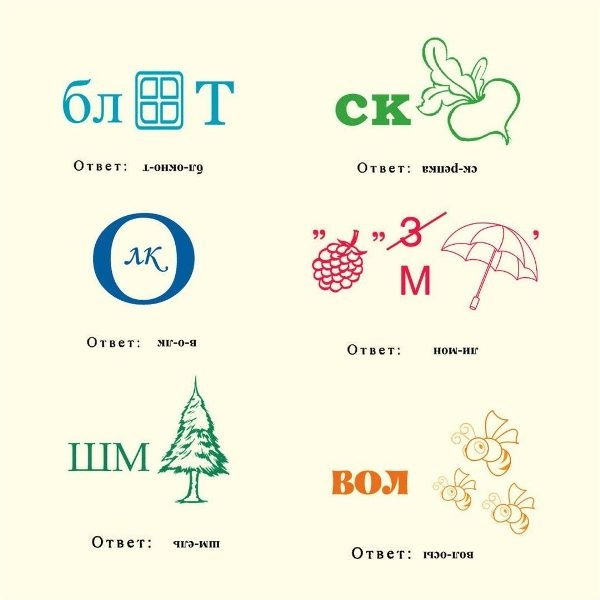 бл Т
ск
Ответ: бл-окно-т
Ответ: ск-репка
О
лк
„ „ З ,
М
Ответ: в-о-лк
Ответ: ли-мон
ШМ
ВОЛ
Ответ: шм-ель
Ответ: вол-осы